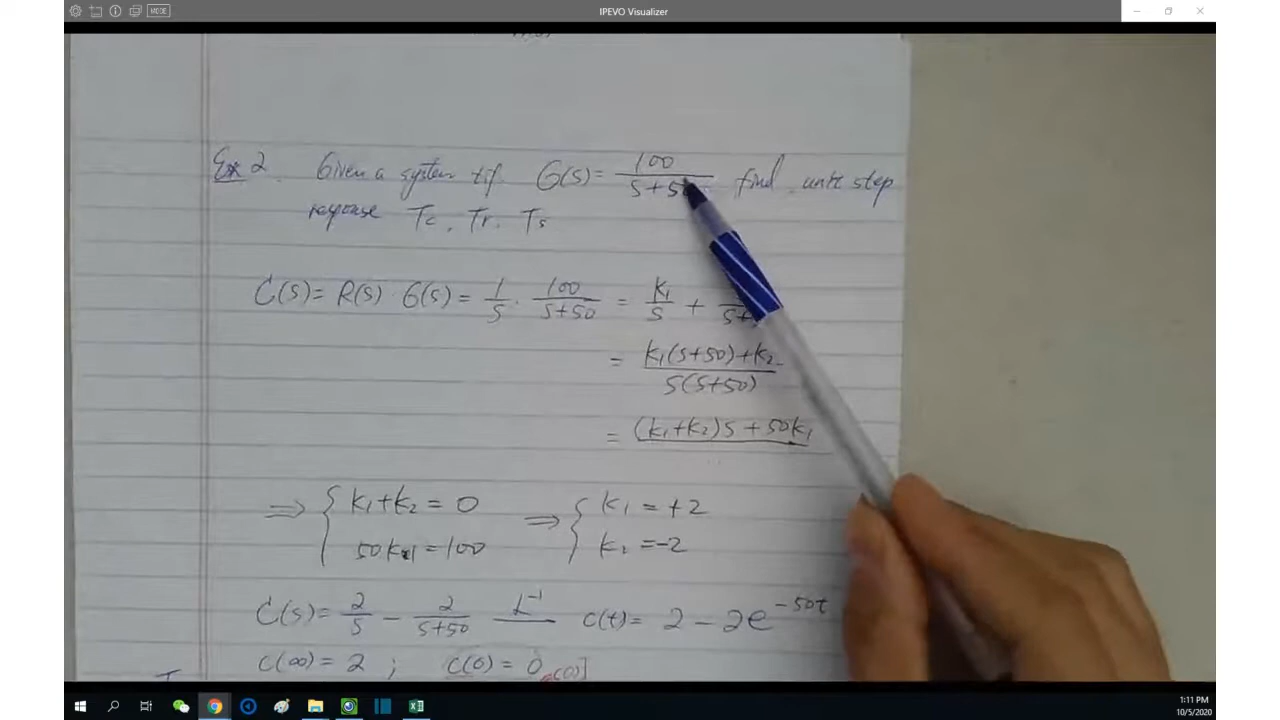 IPEVO Visualizer
MODE
Ex 2. Given a system t.f. G(s) = 100 / (s+50 find unit step
response Tc, Tr, Ts
C(s) = R(s) · G(s) = 1/s · 100/(s+50) = k1/s + /(s+
= k1(s+50)+k2 / s(s+50)
= (k1+k2)s + 50k1
⇒ { k1+k2 = 0 ⇒ { k1 = +2
50k1 = 100 k2 = -2
C(s) = 2/s - 2/(s+50) L^-1 c(t) = 2 - 2e^-50t
c(∞) = 2 ; c(0) = 0
c(0)]
1:11 PM
10/5/2020